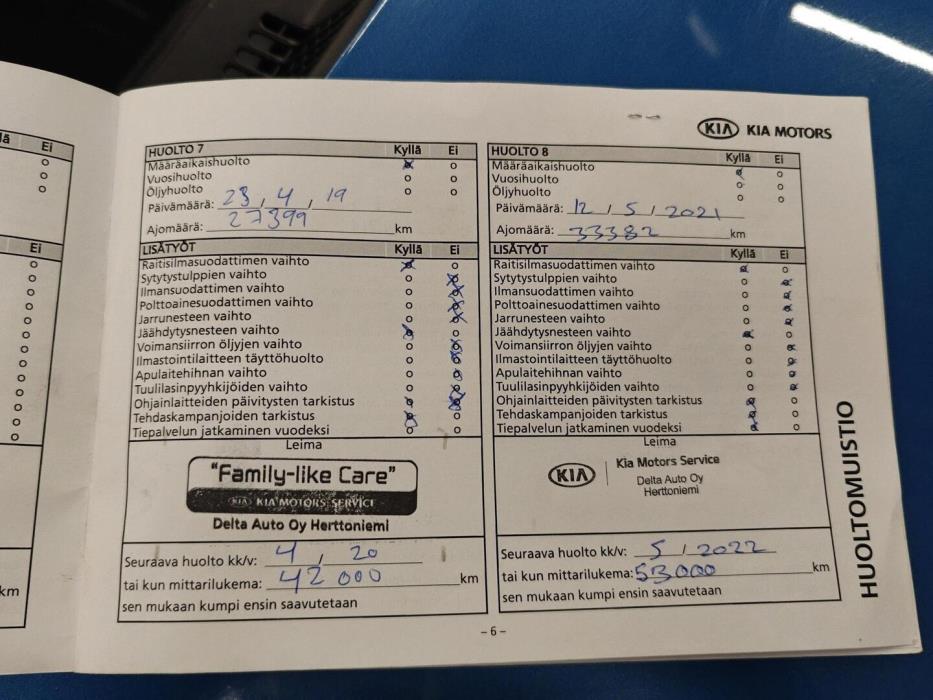 lä Ei
Ei
km
KIA KIA MOTORS
HUOLTO 7 Kyllä Ei
Määräaikaishuolto
Vuosihuolto
Öljyhuolto
Päivämäärä: 23, 4, 19
27399
Ajomäärä: km
LISÄTYÖT Kyllä Ei
Raitisilmasuodattimen vaihto
Sytytystulppien vaihto
Ilmansuodattimen vaihto
Polttoainesuodattimen vaihto
Jarrunesteen vaihto
Jäähdytysnesteen vaihto
Voimansiirron öljyjen vaihto
Ilmastointilaitteen täyttöhuolto
Apulaitehihnan vaihto
Tuulilasinpyyhkijöiden vaihto
Ohjainlaitteiden päivitysten tarkistus
Tehdaskampanjoiden tarkistus
Tiepalvelun jatkaminen vuodeksi
Leima
"Family-like Care"
KIA KIA MOTORS SERVICE
Delta Auto Oy Herttoniemi
Seuraava huolto kk/v: 4, 20
tai kun mittarilukema: 42 000 km
sen mukaan kumpi ensin saavutetaan
HUOLTO 8 Kyllä Ei
Määräaikaishuolto
Vuosihuolto
Öljyhuolto
Päivämäärä: 12, 5, 2021
Ajomäärä: 33382 km
LISÄTYÖT Kyllä Ei
Raitisilmasuodattimen vaihto
Sytytystulppien vaihto
Ilmansuodattimen vaihto
Polttoainesuodattimen vaihto
Jarrunesteen vaihto
Jäähdytysnesteen vaihto
Voimansiirron öljyjen vaihto
Ilmastointilaitteen täyttöhuolto
Apulaitehihnan vaihto
Tuulilasinpyyhkijöiden vaihto
Ohjainlaitteiden päivitysten tarkistus
Tehdaskampanjoiden tarkistus
Tiepalvelun jatkaminen vuodeksi
Leima
KIA
Kia Motors Service
Delta Auto Oy
Herttoniemi
Seuraava huolto kk/v: 5, 2022
tai kun mittarilukema: 53000 km
sen mukaan kumpi ensin saavutetaan
HUOLTOMUISTIO
– 6 –